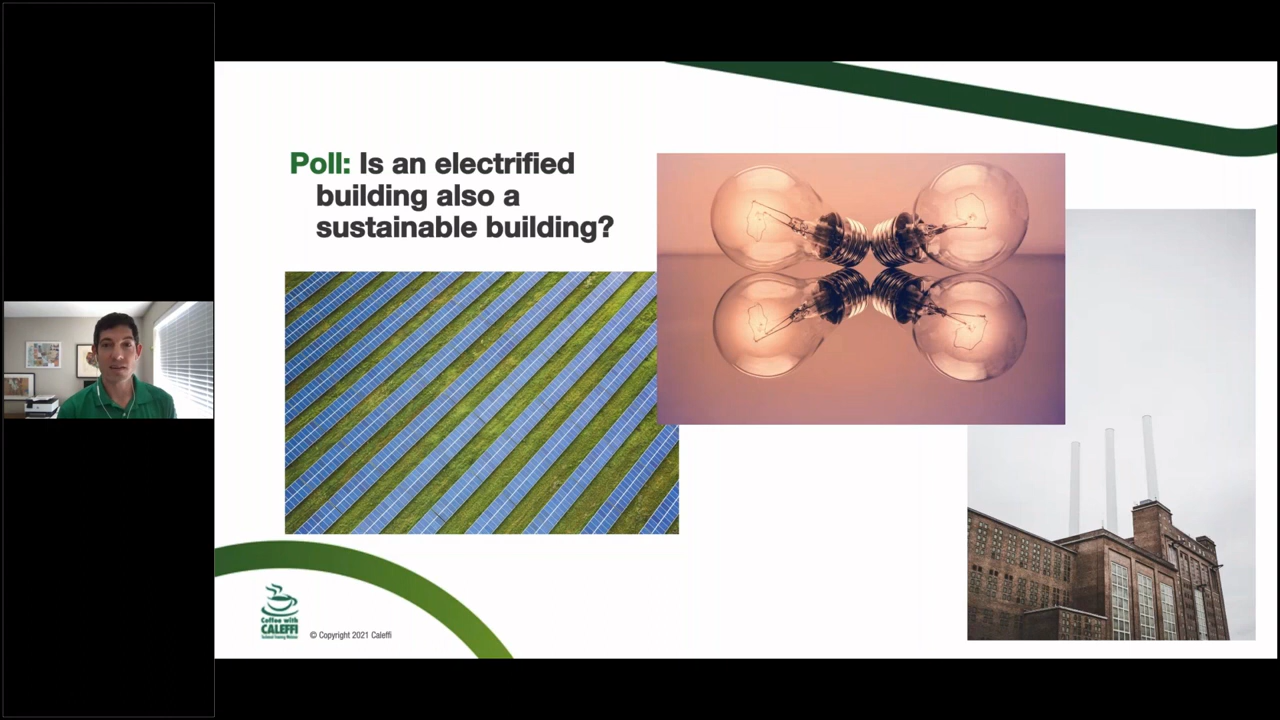 Poll: Is an electrified
building also a
sustainable building?
Coffee with
CALEFFI
© Copyright 2021 Caleffi